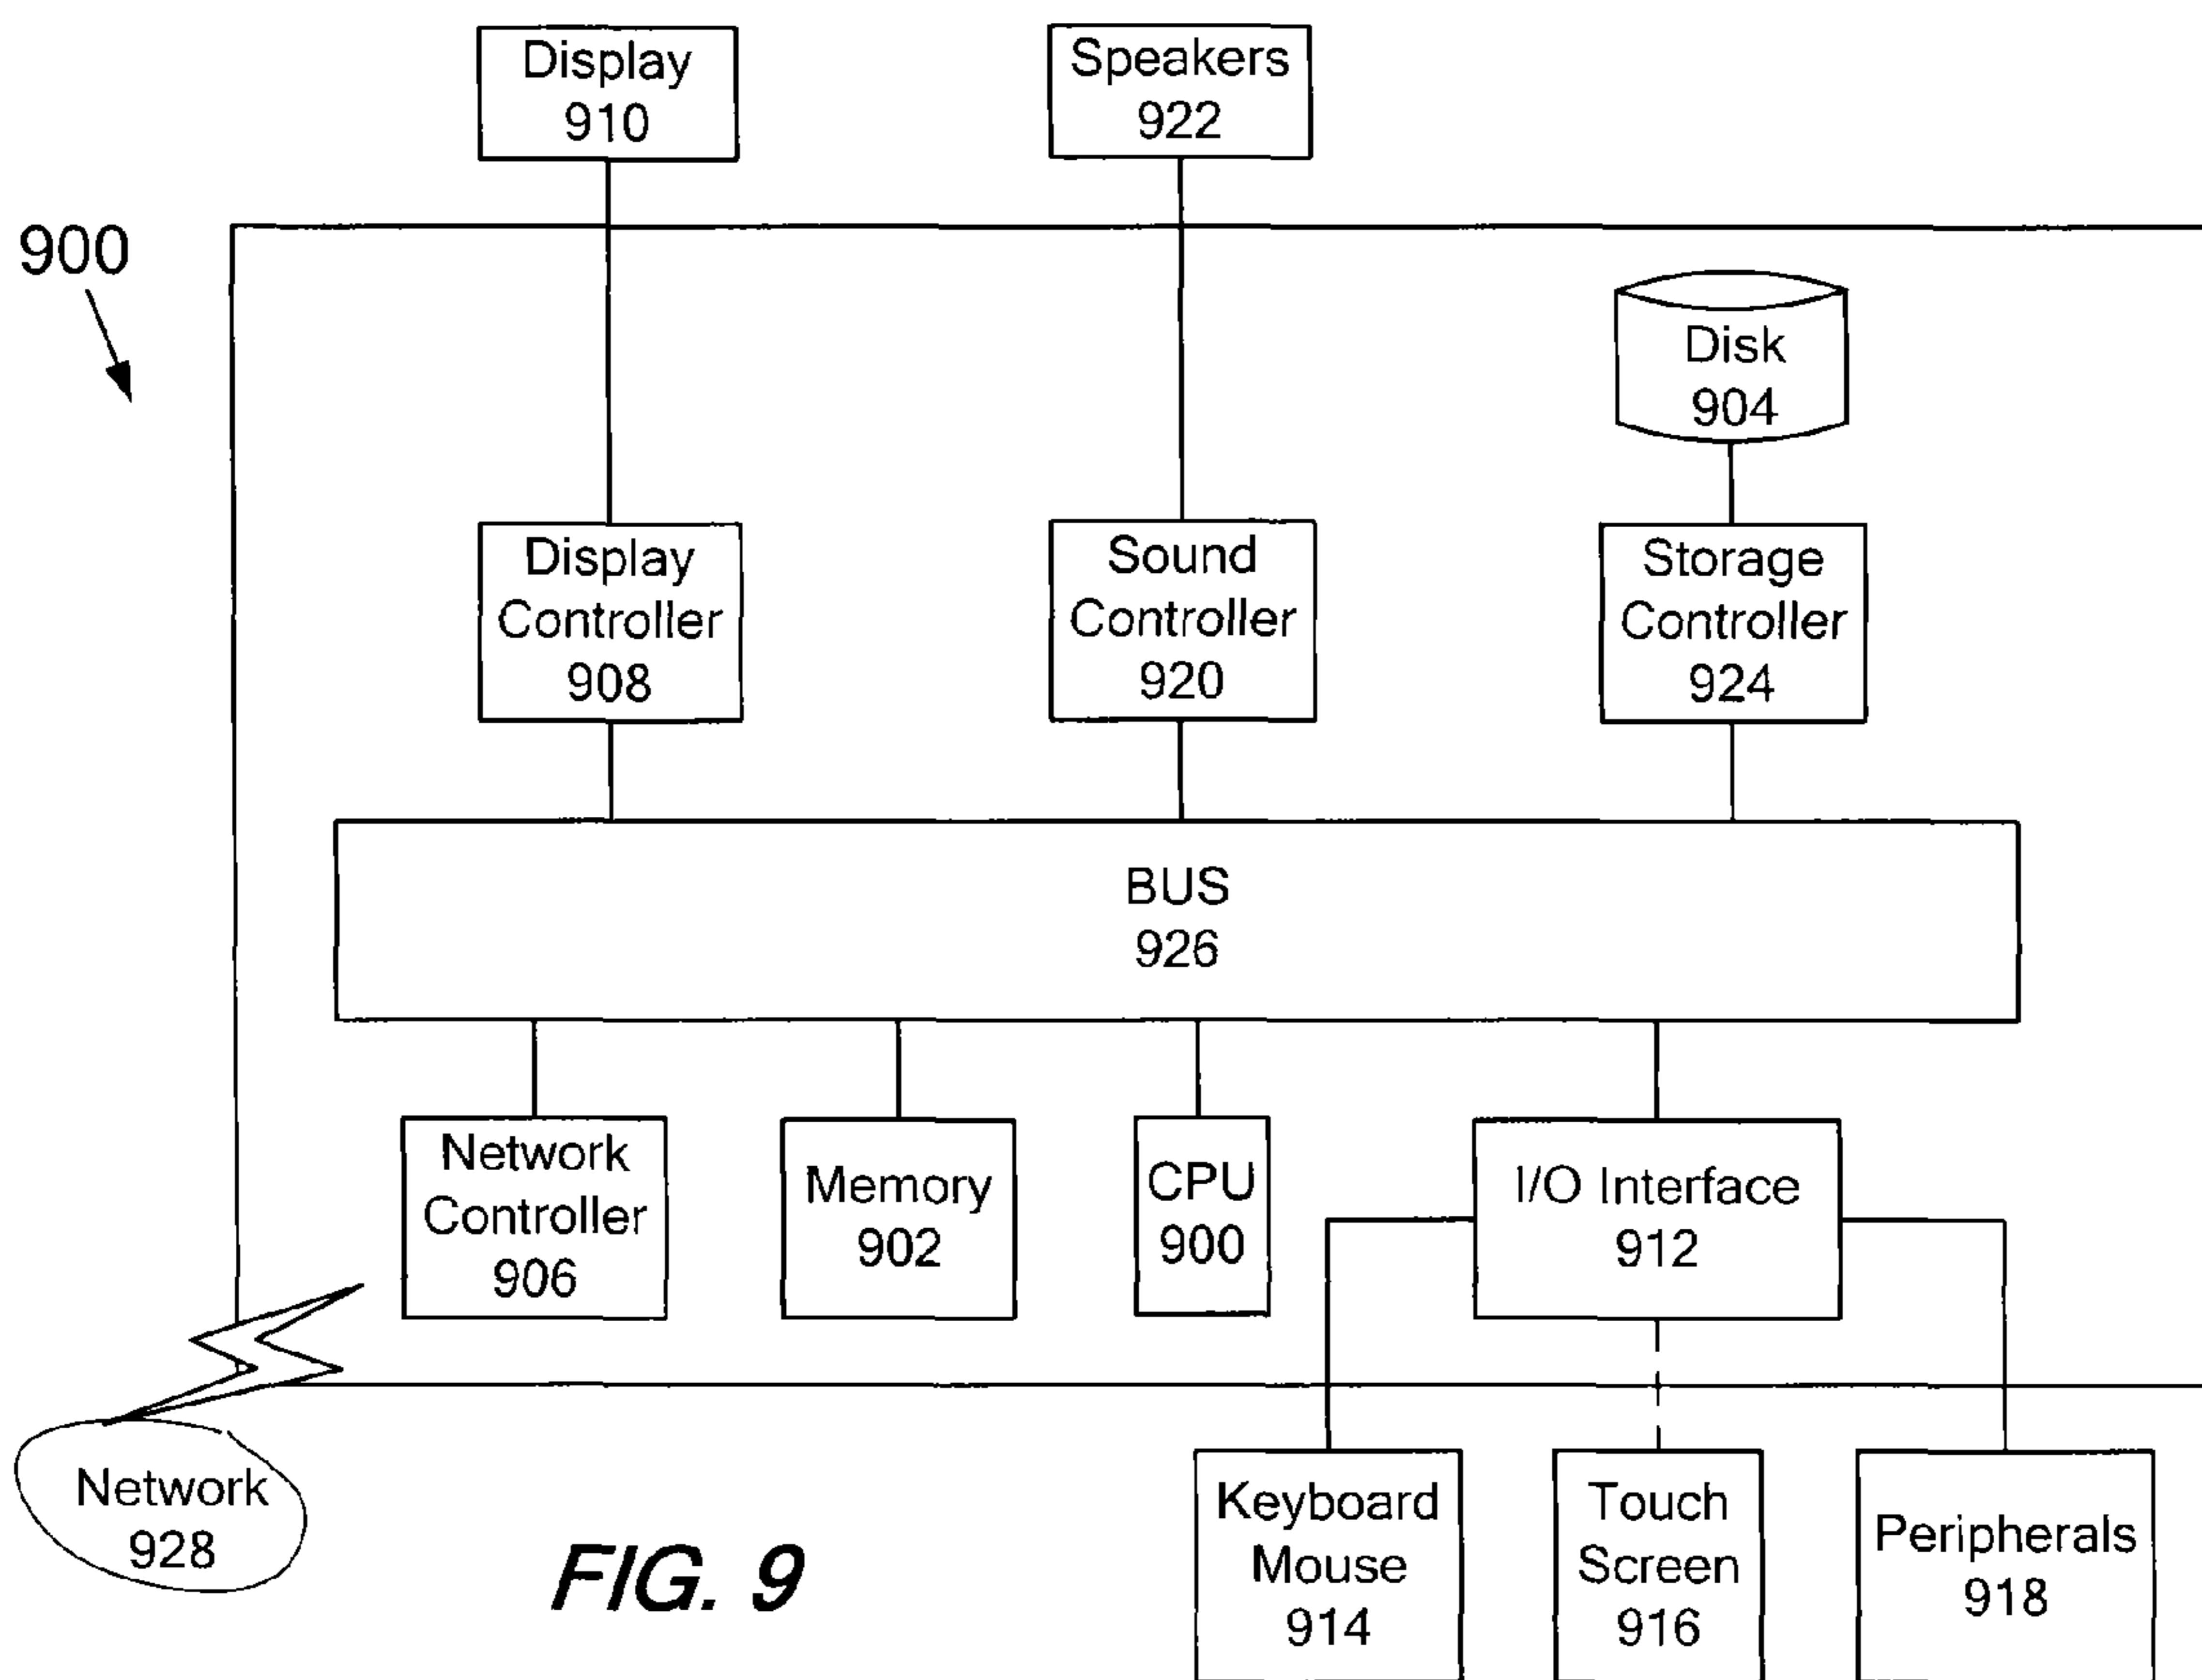 Display
910
Speakers
922
900
Disk
904
Display
Controller
908
Sound
Controller
920
Storage
Controller
924
BUS
926
Network
Controller
906
Memory
902
CPU
900
I/O Interface
912
Network
928
FIG. 9
Keyboard
Mouse
914
Touch
Screen
916
Peripherals
918